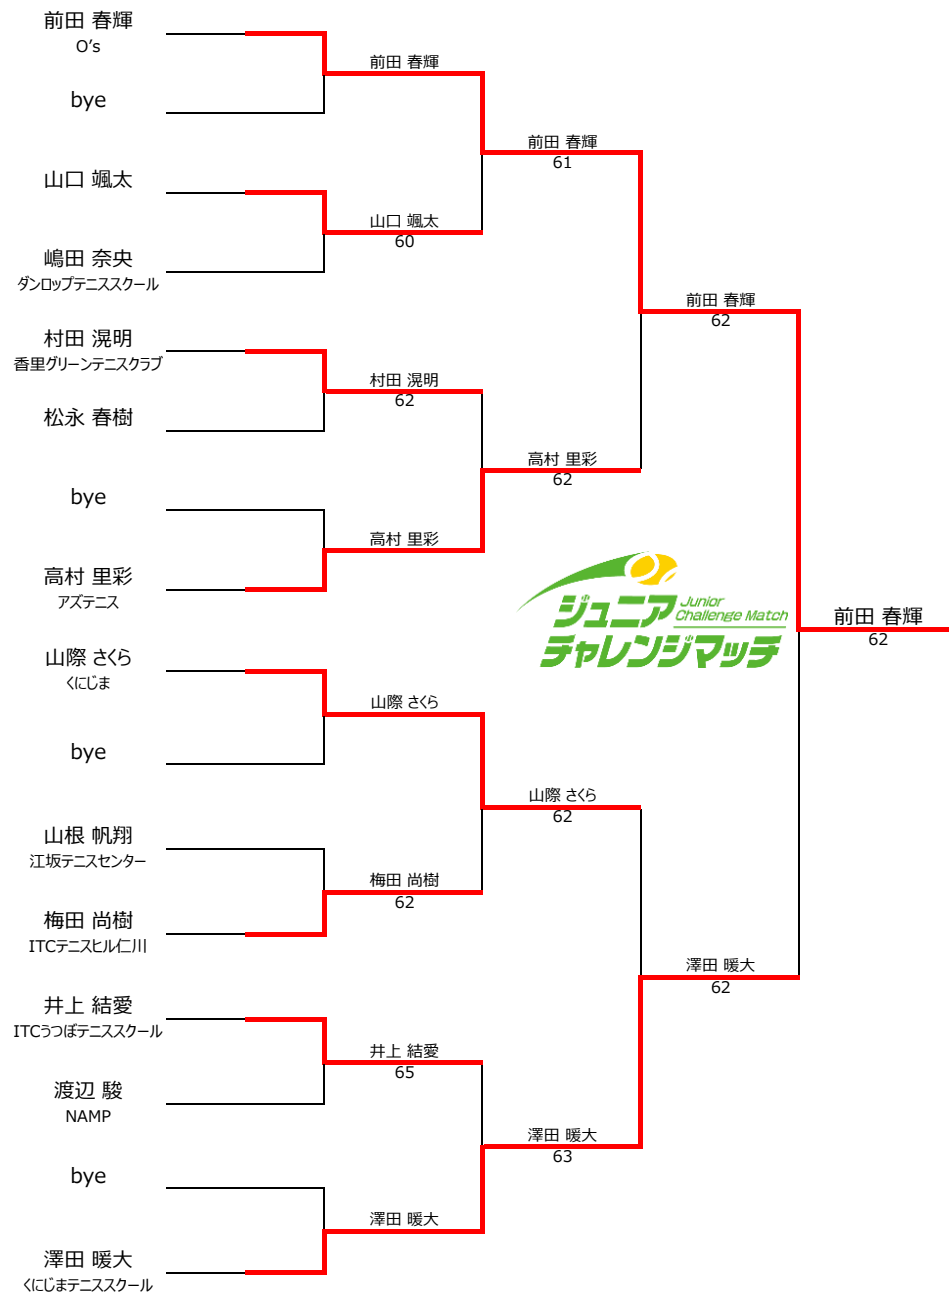 前田 春輝
O's
bye
山口 颯太
嶋田 奈央
ダンロップテニススクール
村田 滉明
香里グリーンテニスクラブ
松永 春樹
bye
高村 里彩
アズテニス
山際 さくら
くにじま
bye
山根 帆翔
江坂テニスセンター
梅田 尚樹
ITCテニスヒル仁川
井上 結愛
ITCうつぼテニススクール
渡辺 駿
NAMP
bye
澤田 暖大
くにじまテニススクール
前田 春輝
山口 颯太
60
村田 滉明
62
高村 里彩
山際 さくら
梅田 尚樹
62
井上 結愛
65
澤田 暖大
前田 春輝
61
高村 里彩
62
山際 さくら
62
澤田 暖大
63
前田 春輝
62
澤田 暖大
62
ジュニア
Junior
Challenge Match
チャレンジマッチ
前田 春輝
62